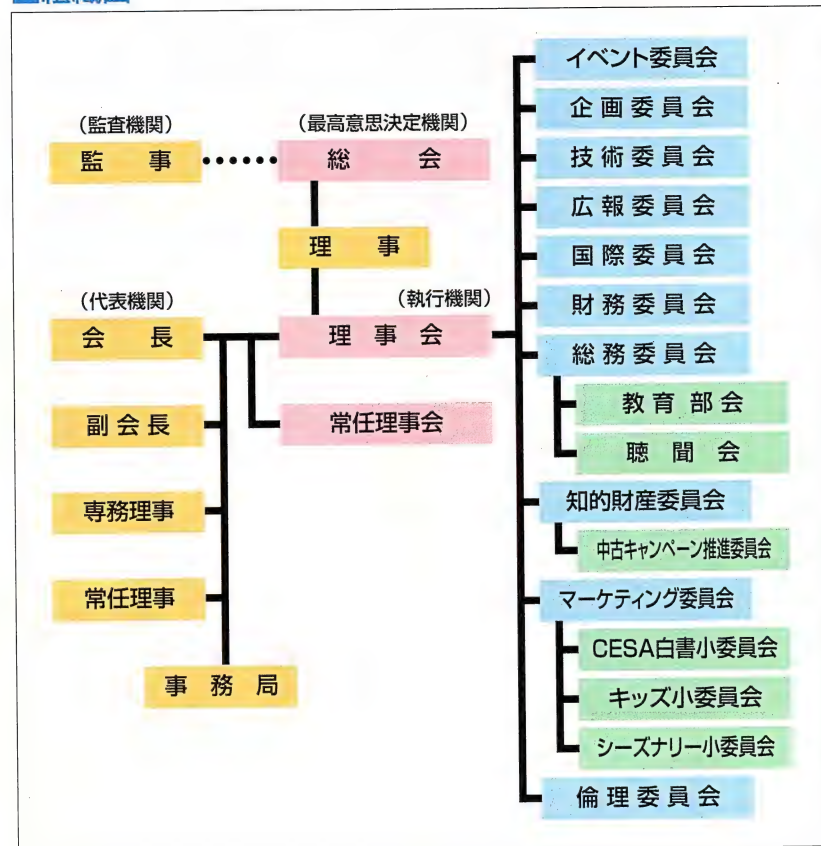 (監査機関)
監事
(最高意思決定機関)
総会
理事
(代表機関)
会長
(執行機関)
理事会
副会長
常任理事会
専務理事
常任理事
事務局
イベント委員会
企画委員会
技術委員会
広報委員会
国際委員会
財務委員会
総務委員会
教育部会
聴聞会
知的財産委員会
中古キャンペーン推進委員会
マーケティング委員会
CESA白書小委員会
キッズ小委員会
シーズナリー小委員会
倫理委員会